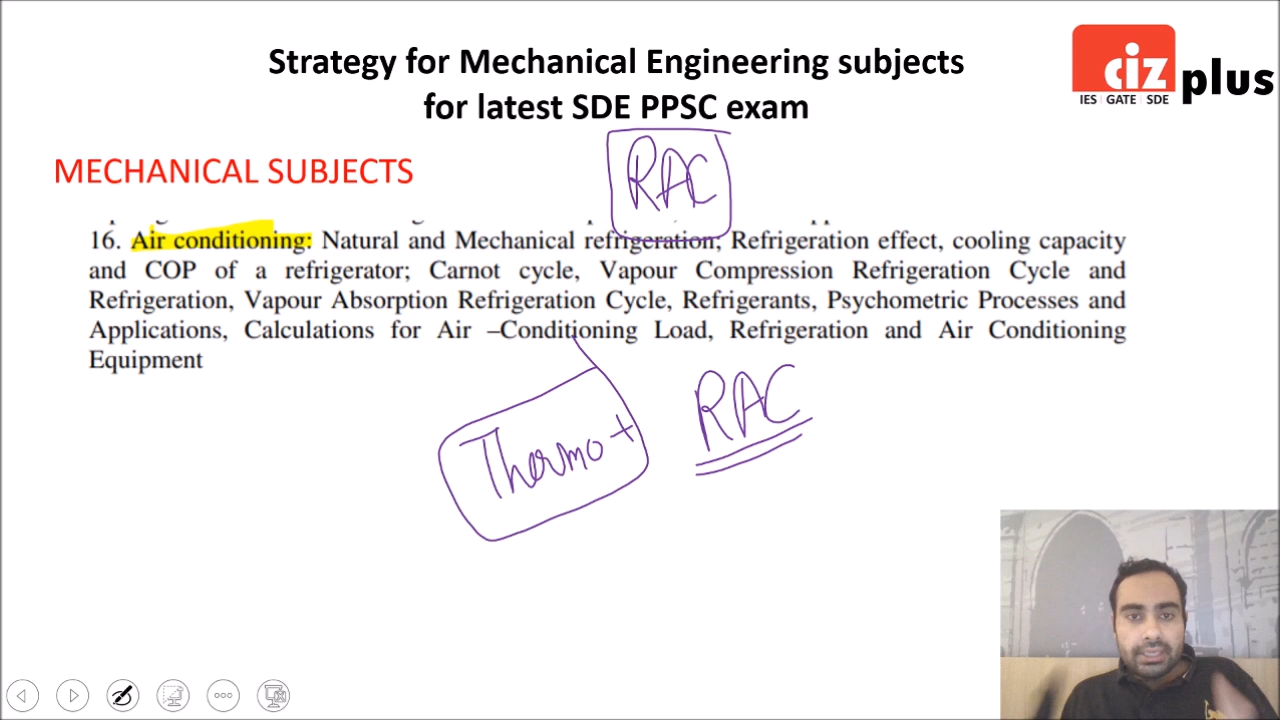 Strategy for Mechanical Engineering subjects
for latest SDE PPSC exam
ciz plus
IES | GATE | SDE
MECHANICAL SUBJECTS
RAC
16. Air conditioning: Natural and Mechanical refrigeration; Refrigeration effect, cooling capacity
and COP of a refrigerator; Carnot cycle, Vapour Compression Refrigeration Cycle and
Refrigeration, Vapour Absorption Refrigeration Cycle, Refrigerants, Psychometric Processes and
Applications, Calculations for Air –Conditioning Load, Refrigeration and Air Conditioning
Equipment
Thermo + RAC